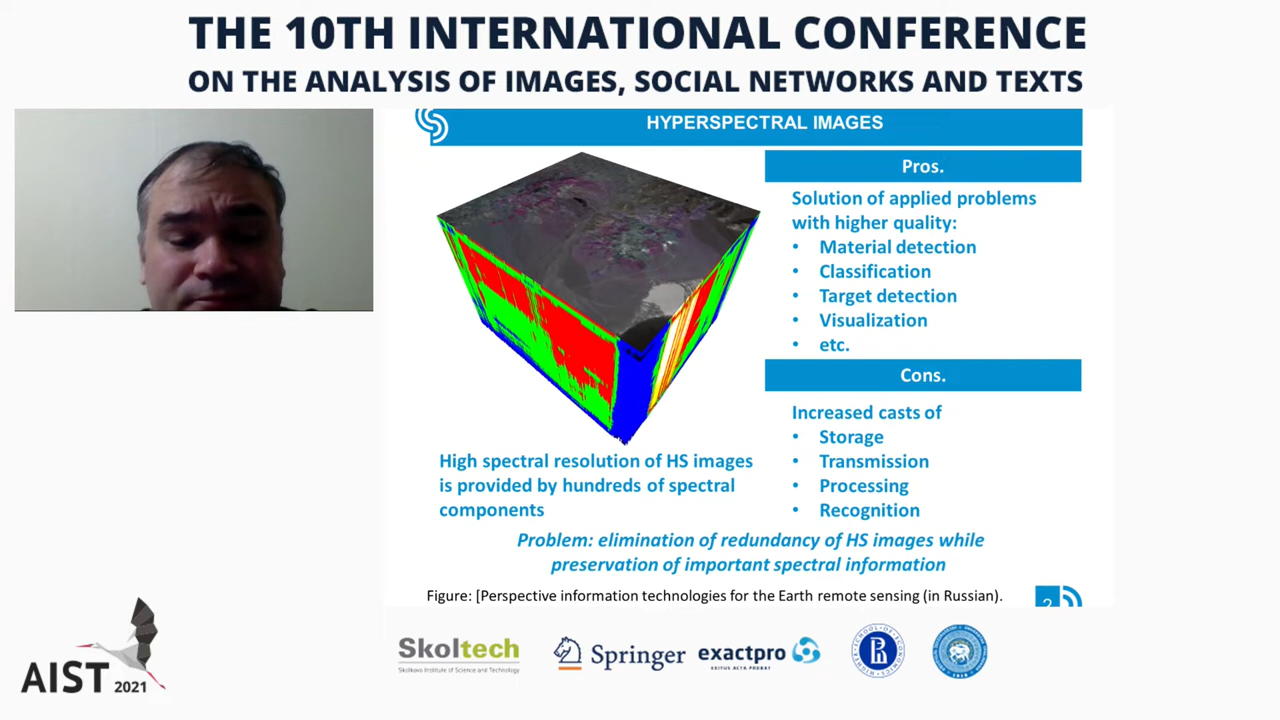 THE 10TH INTERNATIONAL CONFERENCE
ON THE ANALYSIS OF IMAGES, SOCIAL NETWORKS AND TEXTS
HYPERSPECTRAL IMAGES
Pros.
Solution of applied problems
with higher quality:
• Material detection
• Classification
• Target detection
• Visualization
• etc.
Cons.
Increased casts of
• Storage
• Transmission
• Processing
• Recognition
High spectral resolution of HS images
is provided by hundreds of spectral
components
Problem: elimination of redundancy of HS images while
preservation of important spectral information
Figure: [Perspective information technologies for the Earth remote sensing (in Russian).
2
AIST 2021
Skoltech
Skolkovo Institute of Science and Technology
Springer
exactpro
EXITUS ACTA PROBAT